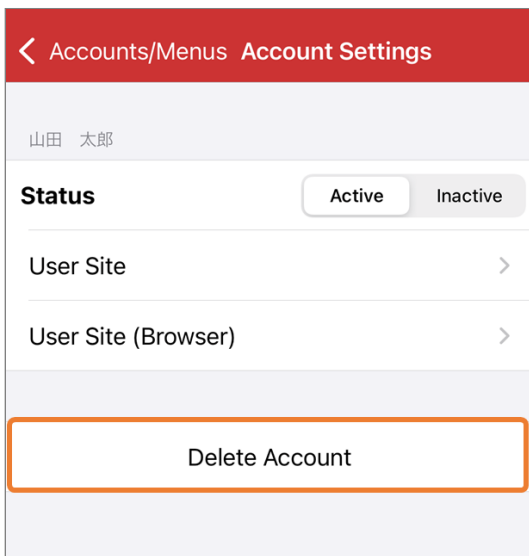 Accounts/Menus Account Settings
山田　太郎
Status Active Inactive
User Site
User Site (Browser)
Delete Account